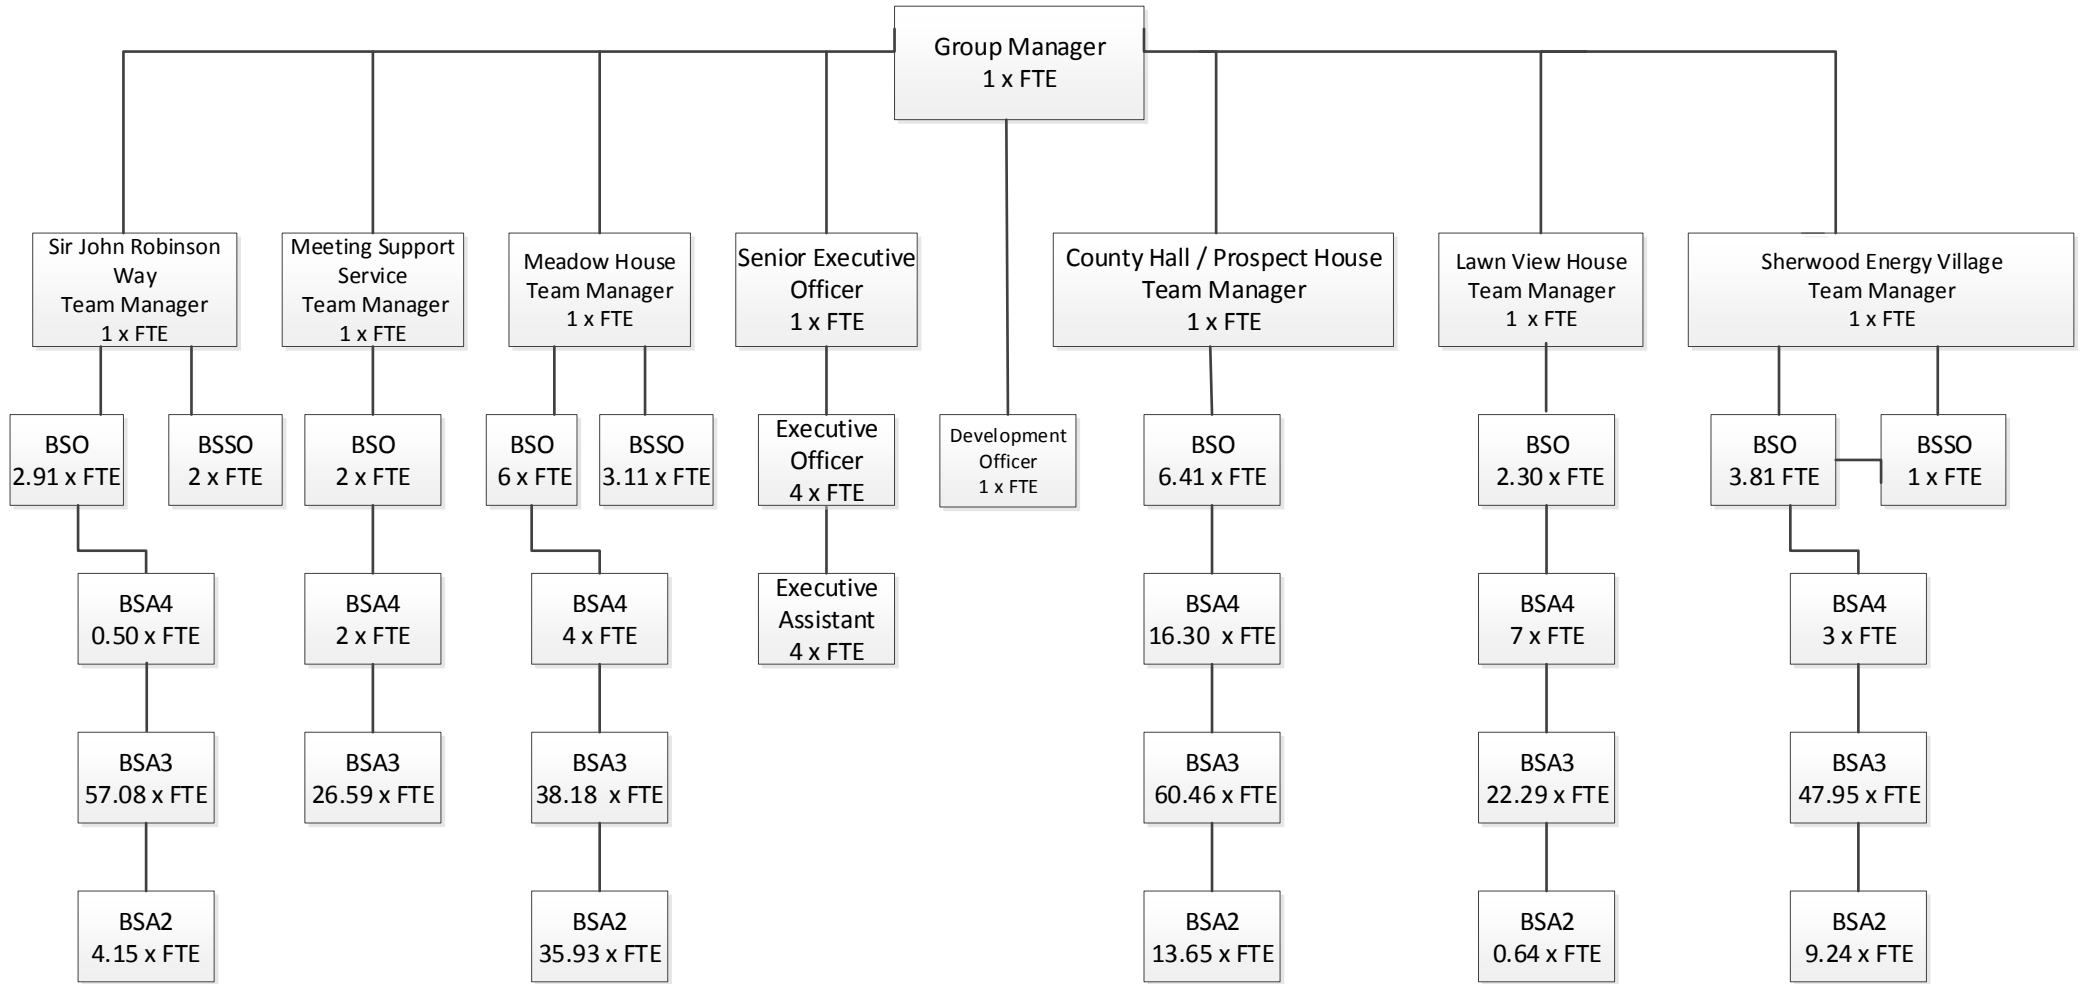 Group Manager
1 x FTE
Sir John Robinson
Way
Team Manager
1 x FTE
Meeting Support
Service
Team Manager
1 x FTE
Meadow House
Team Manager
1 x FTE
Senior Executive
Officer
1 x FTE
County Hall / Prospect House
Team Manager
1 x FTE
Lawn View House
Team Manager
1 x FTE
Sherwood Energy Village
Team Manager
1 x FTE
BSO
2.91 x FTE
BSSO
2 x FTE
BSO
2 x FTE
BSO
6 x FTE
BSSO
3.11 x FTE
Executive
Officer
4 x FTE
Development
Officer
1 x FTE
BSO
6.41 x FTE
BSO
2.30 x FTE
BSO
3.81 FTE
BSSO
1 x FTE
BSA4
0.50 x FTE
BSA4
2 x FTE
BSA4
4 x FTE
Executive
Assistant
4 x FTE
BSA4
16.30 x FTE
BSA4
7 x FTE
BSA4
3 x FTE
BSA3
57.08 x FTE
BSA3
26.59 x FTE
BSA3
38.18 x FTE
BSA3
60.46 x FTE
BSA3
22.29 x FTE
BSA3
47.95 x FTE
BSA2
4.15 x FTE
BSA2
35.93 x FTE
BSA2
13.65 x FTE
BSA2
0.64 x FTE
BSA2
9.24 x FTE